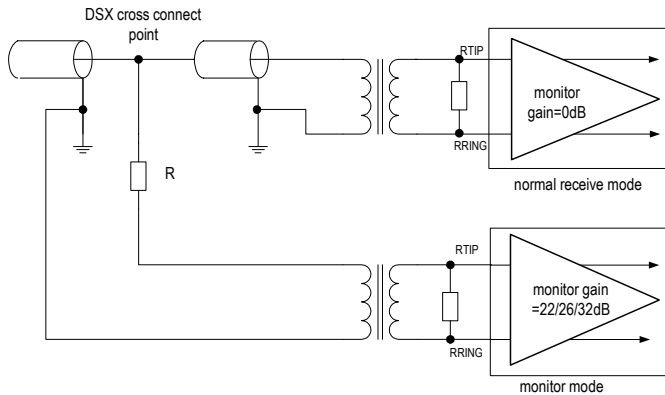 DSX cross connect
point
RTIP
monitor
gain=0dB
RRING
normal receive mode
R
RTIP
monitor gain
=22/26/32dB
RRING
monitor mode